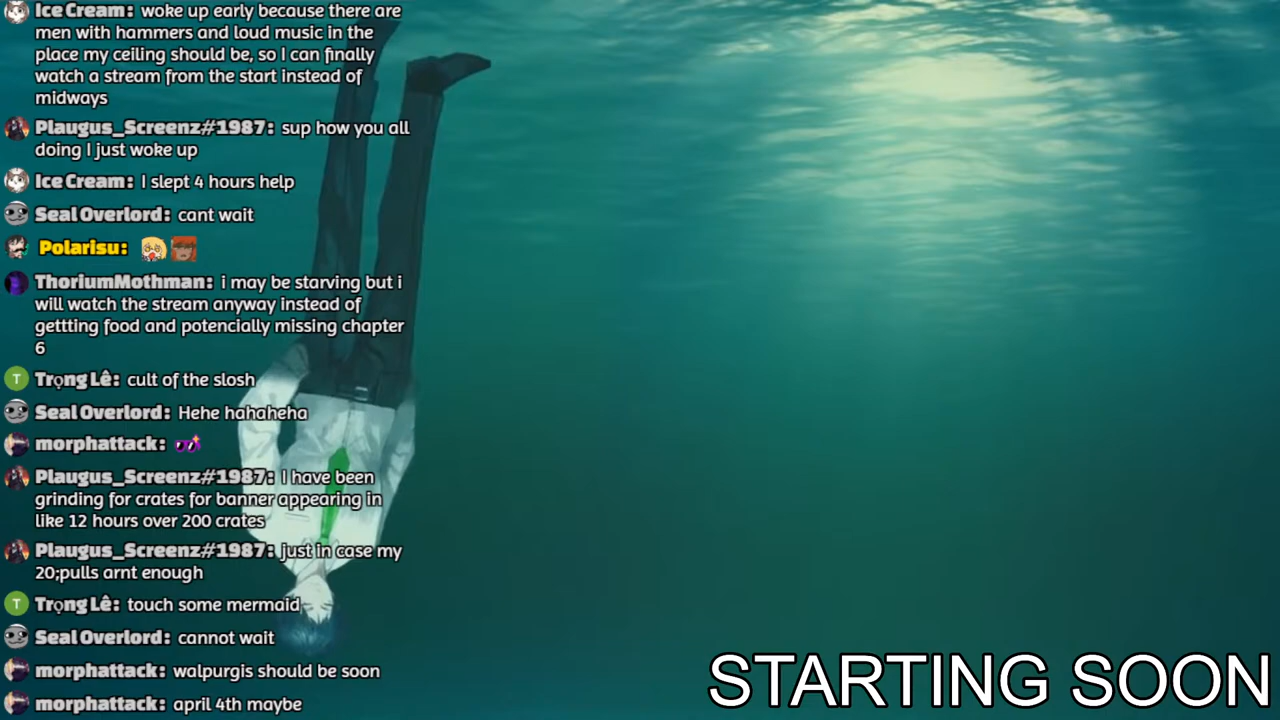 Ice Cream: woke up early because there are
men with hammers and loud music in the
place my ceiling should be, so I can finally
watch a stream from the start instead of
midways
Plaugus_Screenz#1987: sup how you all
doing I just woke up
Ice Cream: I slept 4 hours help
Seal Overlord: cant wait
Polarisu:
ThoriumMothman: i may be starving but i
will watch the stream anyway instead of
gettting food and potencially missing chapter
6
T Trọng Lê: cult of the slosh
Seal Overlord: Hehe hahaheha
morphattack:
Plaugus_Screenz#1987: I have been
grinding for crates for banner appearing in
like 12 hours over 200 crates
Plaugus_Screenz#1987: just in case my
20;pulls arnt enough
T Trọng Lê: touch some mermaid
Seal Overlord: cannot wait
morphattack: walpurgis should be soon
morphattack: april 4th maybe
STARTING SOON